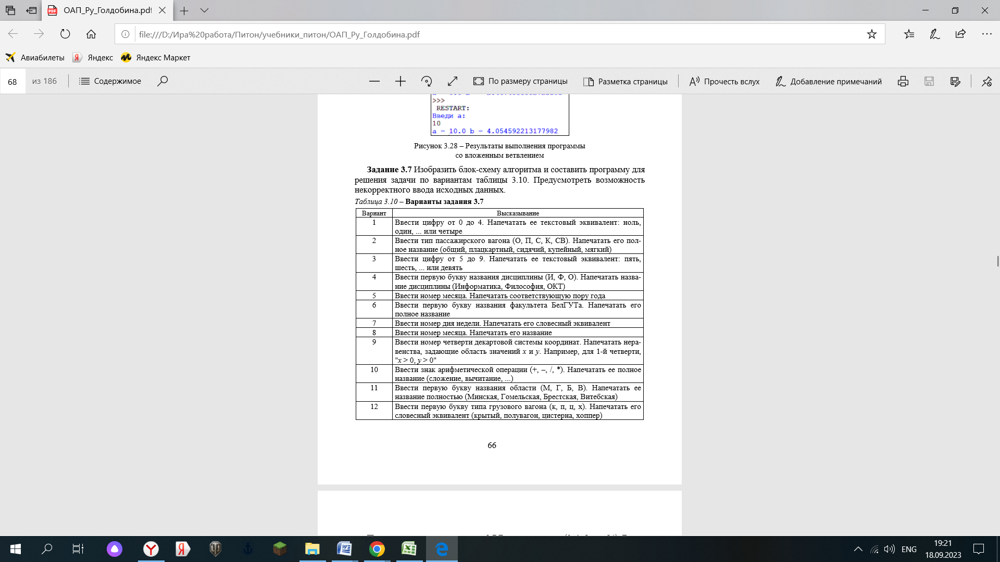 ОАП_Ру_Голдобина.pdf
file:///D:/Ира%20работа/Питон/учебники_питон/ОАП_Ру_Голдобина.pdf
Авиабилеты Яндекс Яндекс Маркет
68 из 186 Содержимое По размеру страницы Разметка страницы Прочесть вслух Добавление примечаний
>>>
RESTART:
Введи a:
10
a = 10.0 b = 4.054592213177982
Рисунок 3.28 – Результаты выполнения программы
со вложенным ветвлением
Задание 3.7 Изобразить блок-схему алгоритма и составить программу для
решения задачи по вариантам таблицы 3.10. Предусмотреть возможность
некорректного ввода исходных данных.
Таблица 3.10 – Варианты задания 3.7
Вариант Высказывание
1 Ввести цифру от 0 до 4. Напечатать ее текстовый эквивалент: ноль,
один, ... или четыре
2 Ввести тип пассажирского вагона (О, П, С, К, СВ). Напечатать его пол-
ное название (общий, плацкартный, сидячий, купейный, мягкий)
3 Ввести цифру от 5 до 9. Напечатать ее текстовый эквивалент: пять,
шесть, ... или девять
4 Ввести первую букву названия дисциплины (И, Ф, О). Напечатать назва-
ние дисциплины (Информатика, Философия, ОКТ)
5 Ввести номер месяца. Напечатать соответствующую пору года
6 Ввести первую букву названия факультета БелГУТа. Напечатать его
полное название
7 Ввести номер дня недели. Напечатать его словесный эквивалент
8 Ввести номер месяца. Напечатать его название
9 Ввести номер четверти декартовой системы координат. Напечатать нера-
венства, задающие область значений x и y. Например, для 1-й четверти,
"x > 0, y > 0"
10 Ввести знак арифметической операции (+, –, /, *). Напечатать ее полное
название (сложение, вычитание, ...)
11 Ввести первую букву названия области (М, Г, Б, В). Напечатать ее
название полностью (Минская, Гомельская, Брестская, Витебская)
12 Ввести первую букву типа грузового вагона (к, п, ц, х). Напечатать его
словесный эквивалент (крытый, полувагон, цистерна, хоппер)
66
ENG
19:21
18.09.2023